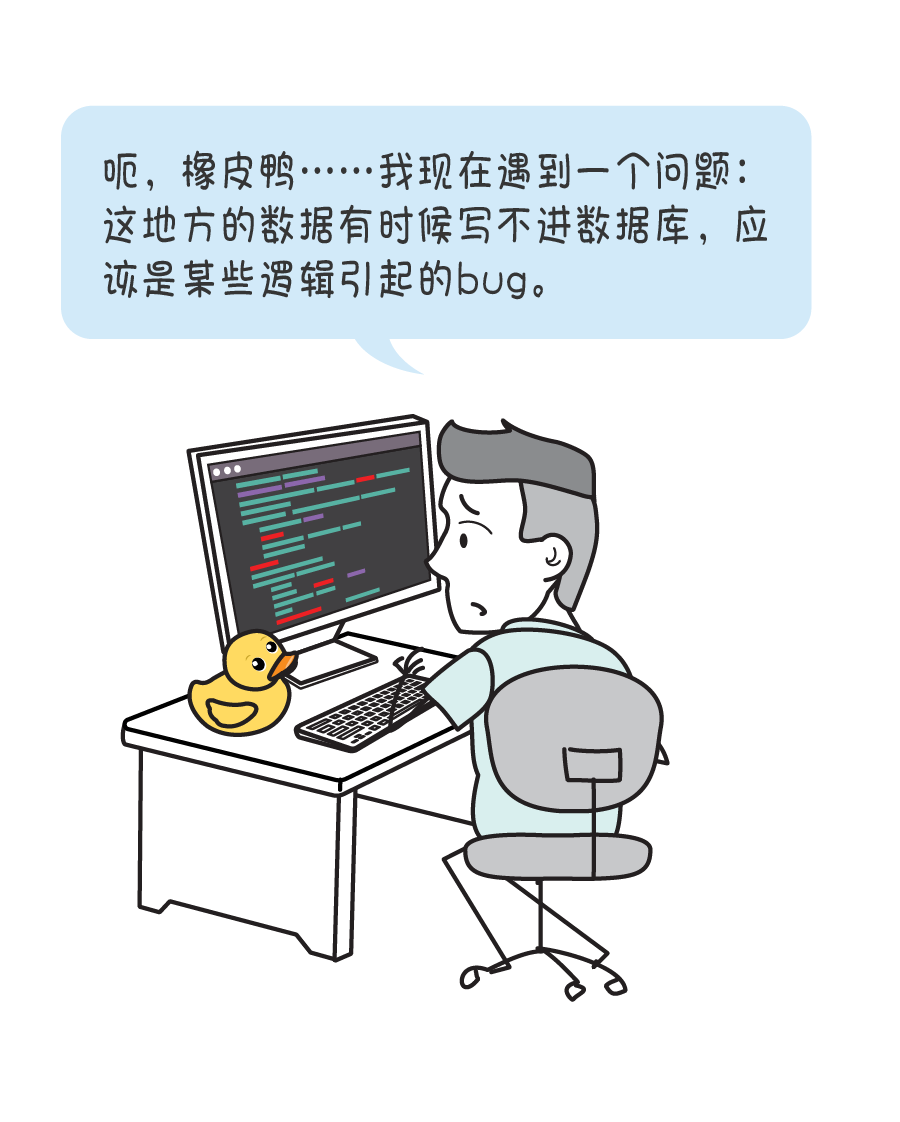 呃，橡皮鸭……我现在遇到一个问题：
这地方的数据有时候写不进数据库，应
该是某些逻辑引起的bug。